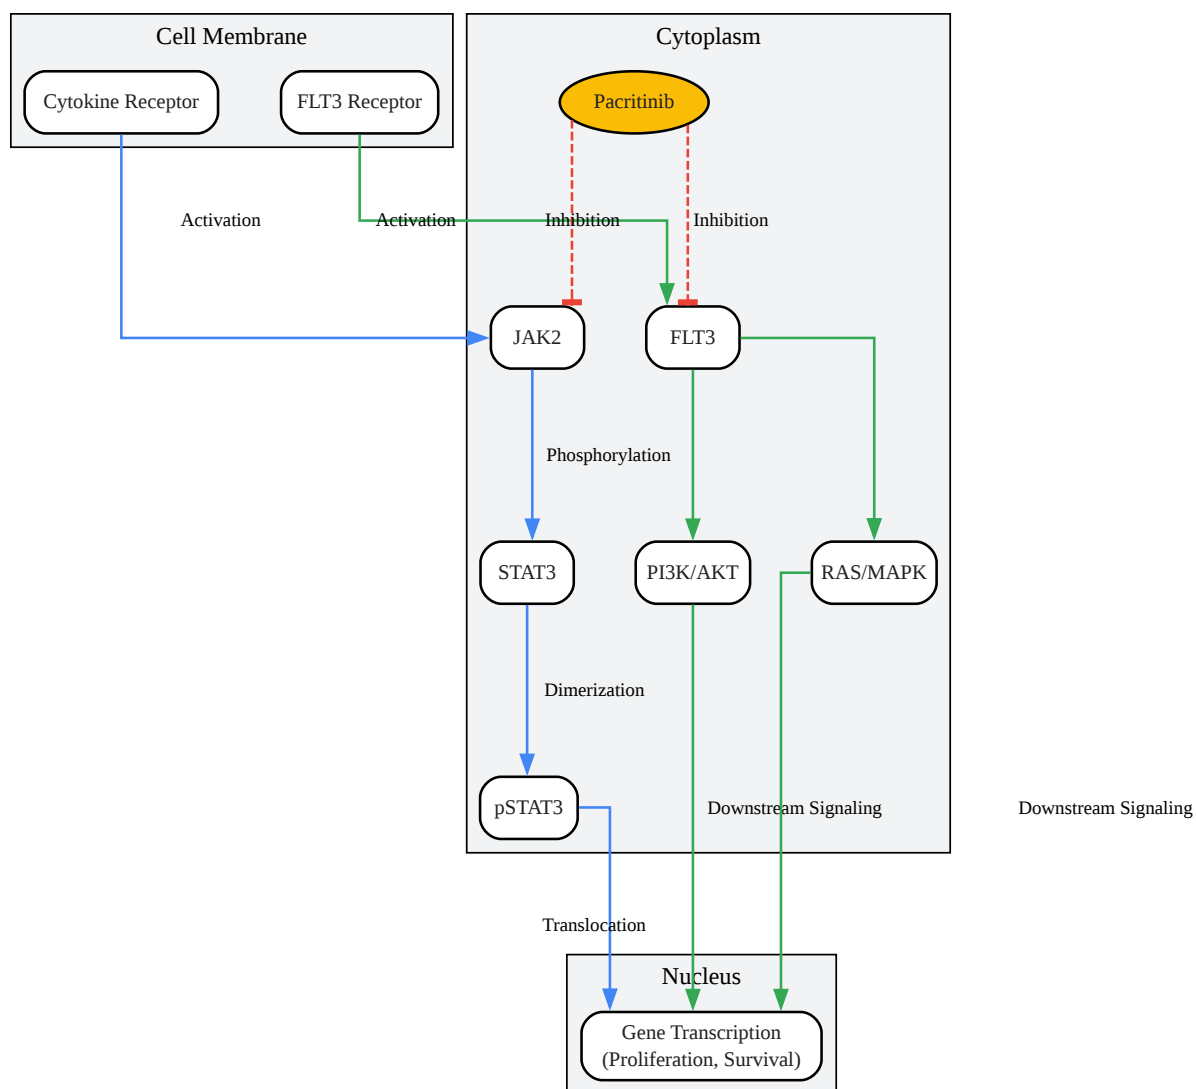 Cell Membrane
Cytoplasm
Cytokine Receptor
FLT3 Receptor
Pacritinib
Activation
Activation
Inhibition
Inhibition
JAK2
FLT3
Phosphorylation
STAT3
PI3K/AKT
RAS/MAPK
Dimerization
pSTAT3
Downstream Signaling
Downstream Signaling
Translocation
Nucleus
Gene Transcription
(Proliferation, Survival)